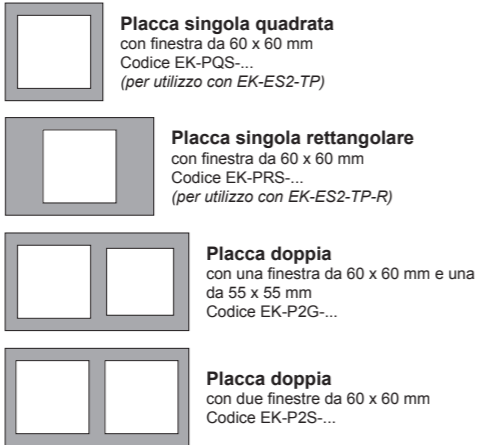 Placca singola quadrata
con finestra da 60 x 60 mm
Codice EK-PQS-...
(per utilizzo con EK-ES2-TP)
Placca singola rettangolare
con finestra da 60 x 60 mm
Codice EK-PRS-...
(per utilizzo con EK-ES2-TP-R)
Placca doppia
con una finestra da 60 x 60 mm e una
da 55 x 55 mm
Codice EK-P2G-...
Placca doppia
con due finestre da 60 x 60 mm
Codice EK-P2S-...